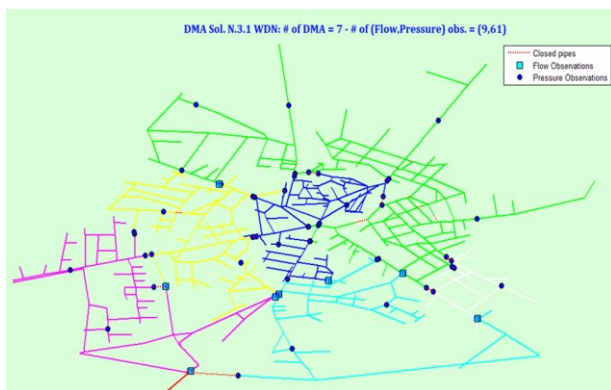 DMA Sol. N.3.1 WDN: # of DMA = 7 - # of (Flow,Pressure) obs. = (9,61)
Closed pipes
Flow Observations
Pressure Observations